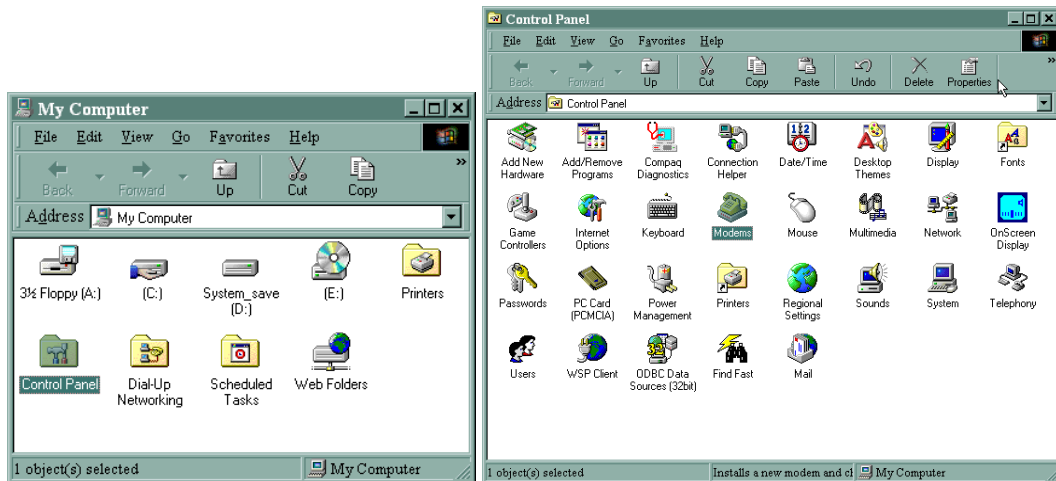 My Computer
File Edit View Go Favorites Help
Back Forward Up Cut Copy »
Address My Computer
3½ Floppy (A:) (C:) System_save (E:) Printers
(D:)
Control Panel Dial-Up Scheduled Web Folders
Networking Tasks
1 object(s) selected My Computer
Control Panel
File Edit View Go Favorites Help
Back Forward Up Cut Copy Paste Undo Delete Properties »
Address Control Panel
Add New Add/Remove Compaq Connection Date/Time Desktop Display Fonts
Hardware Programs Diagnostics Helper Themes
Game Internet Keyboard Modems Mouse Multimedia Network OnScreen
Controllers Options Display
Passwords PC Card Power Printers Regional Sounds System Telephony
(PCMCIA) Management Settings
Users WSP Client ODBC Data Find Fast Mail
Sources (32bit)
1 object(s) selected Installs a new modem and cl My Computer